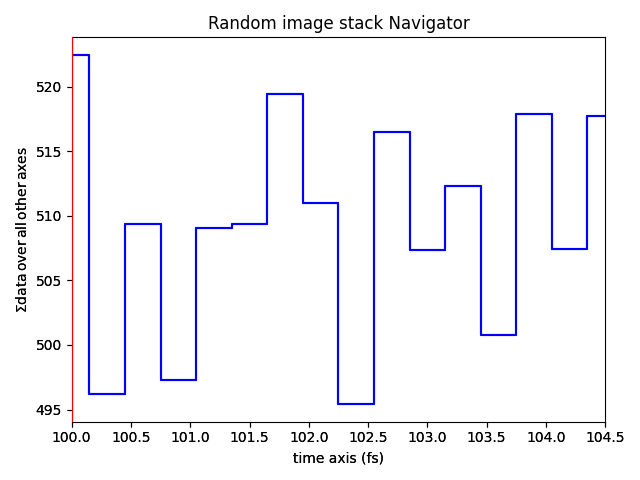 Random image stack Navigator
Σdata over all other axes
520
515
510
505
500
495
100.0 100.5 101.0 101.5 102.0 102.5 103.0 103.5 104.0 104.5
time axis (fs)